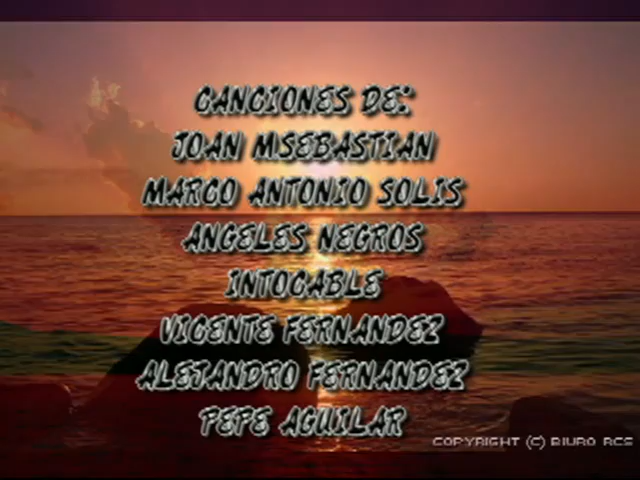 CANCIONES DE:
JOAN MSEBASTIAN
MARCO ANTONIO SOLIS
ANGELES NEGROS
INTOCABLE
VICENTE FERNANDEZ
ALEJANDRO FERNANDEZ
PEPE AGUILAR
COPYRIGHT (C) BIURO RCS